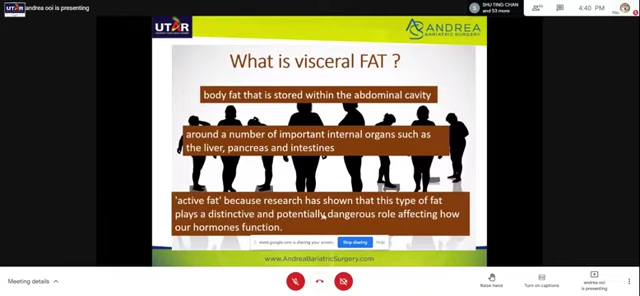 andrea ooi is presenting
SHU TING CHAN
and 53 more
4:40 PM
UTAR
ANDREA
BARIATRIC SURGERY
What is visceral FAT ?
body fat that is stored within the abdominal cavity
around a number of important internal organs such as
the liver, pancreas and intestines
'active fat' because research has shown that this type of fat
plays a distinctive and potentially dangerous role affecting how
our hormones function.
meet.google.com is sharing your screen.
Stop sharing
Hide
www.AndreaBariatricSurgery.com
Meeting details
Raise hand
Turn on captions
andrea ooi
is presenting